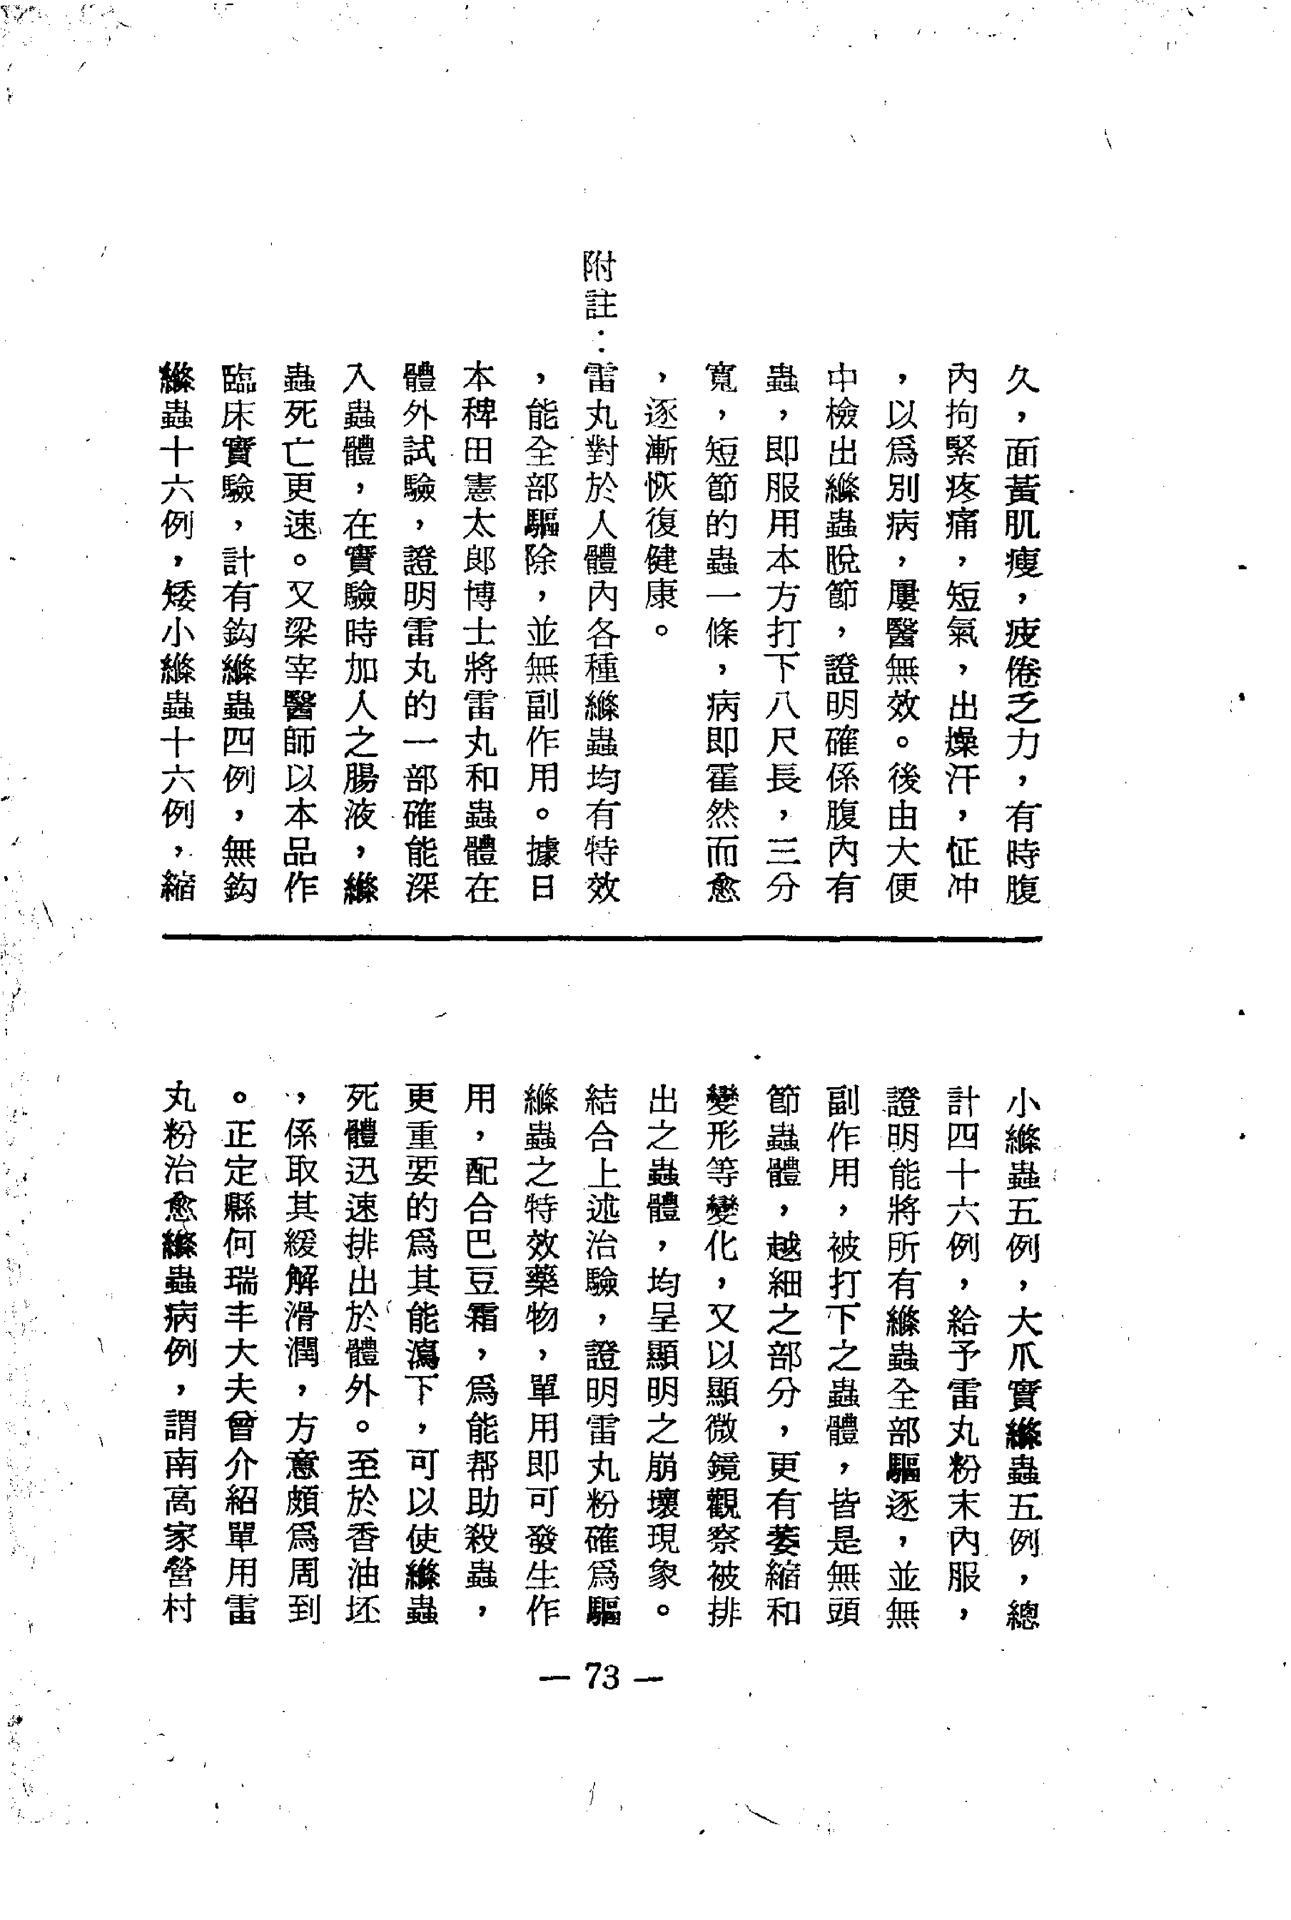 久，面黃肌瘦，疲倦乏力，有時腹
內拘緊疼痛，短氣，出燥汗，怔冲
，以爲別病，屢醫無效。後由大便
中檢出縧蟲脫節，證明確係腹內有
蟲，即服用本方打下八尺長，三分
寬，短節的蟲一條，病即霍然而愈
，逐漸恢復健康。
附註：雷丸對於人體內各種縧蟲均有特效
，能全部驅除，並無副作用。據日
本稗田憲太郎博士將雷丸和蟲體在
體外試驗，證明雷丸的一部確能深
入蟲體，在實驗時加人之腸液，縧
蟲死亡更速。又梁宰醫師以本品作
臨床實驗，計有鈎縧蟲四例，無鈎
縧蟲十六例，矮小縧蟲十六例，縮
小縧蟲五例，大爪實縧蟲五例，總
計四十六例，給予雷丸粉末內服，
證明能將所有縧蟲全部驅逐，並無
副作用，被打下之蟲體，皆是無頭
節蟲體，越細之部分，更有萎縮和
變形等變化，又以顯微鏡觀察被排
出之蟲體，均呈顯明之崩壞現象。
結合上述治驗，證明雷丸粉確爲驅
縧蟲之特效藥物，單用即可發生作
用，配合巴豆霜，爲能帮助殺蟲，
更重要的爲其能瀉下，可以使縧蟲
死體迅速排出於體外。至於香油坯
，係取其緩解滑潤，方意頗爲周到
。正定縣何瑞丰大夫曾介紹單用雷
丸粉治愈縧蟲病例，謂南高家營村
— 73 —